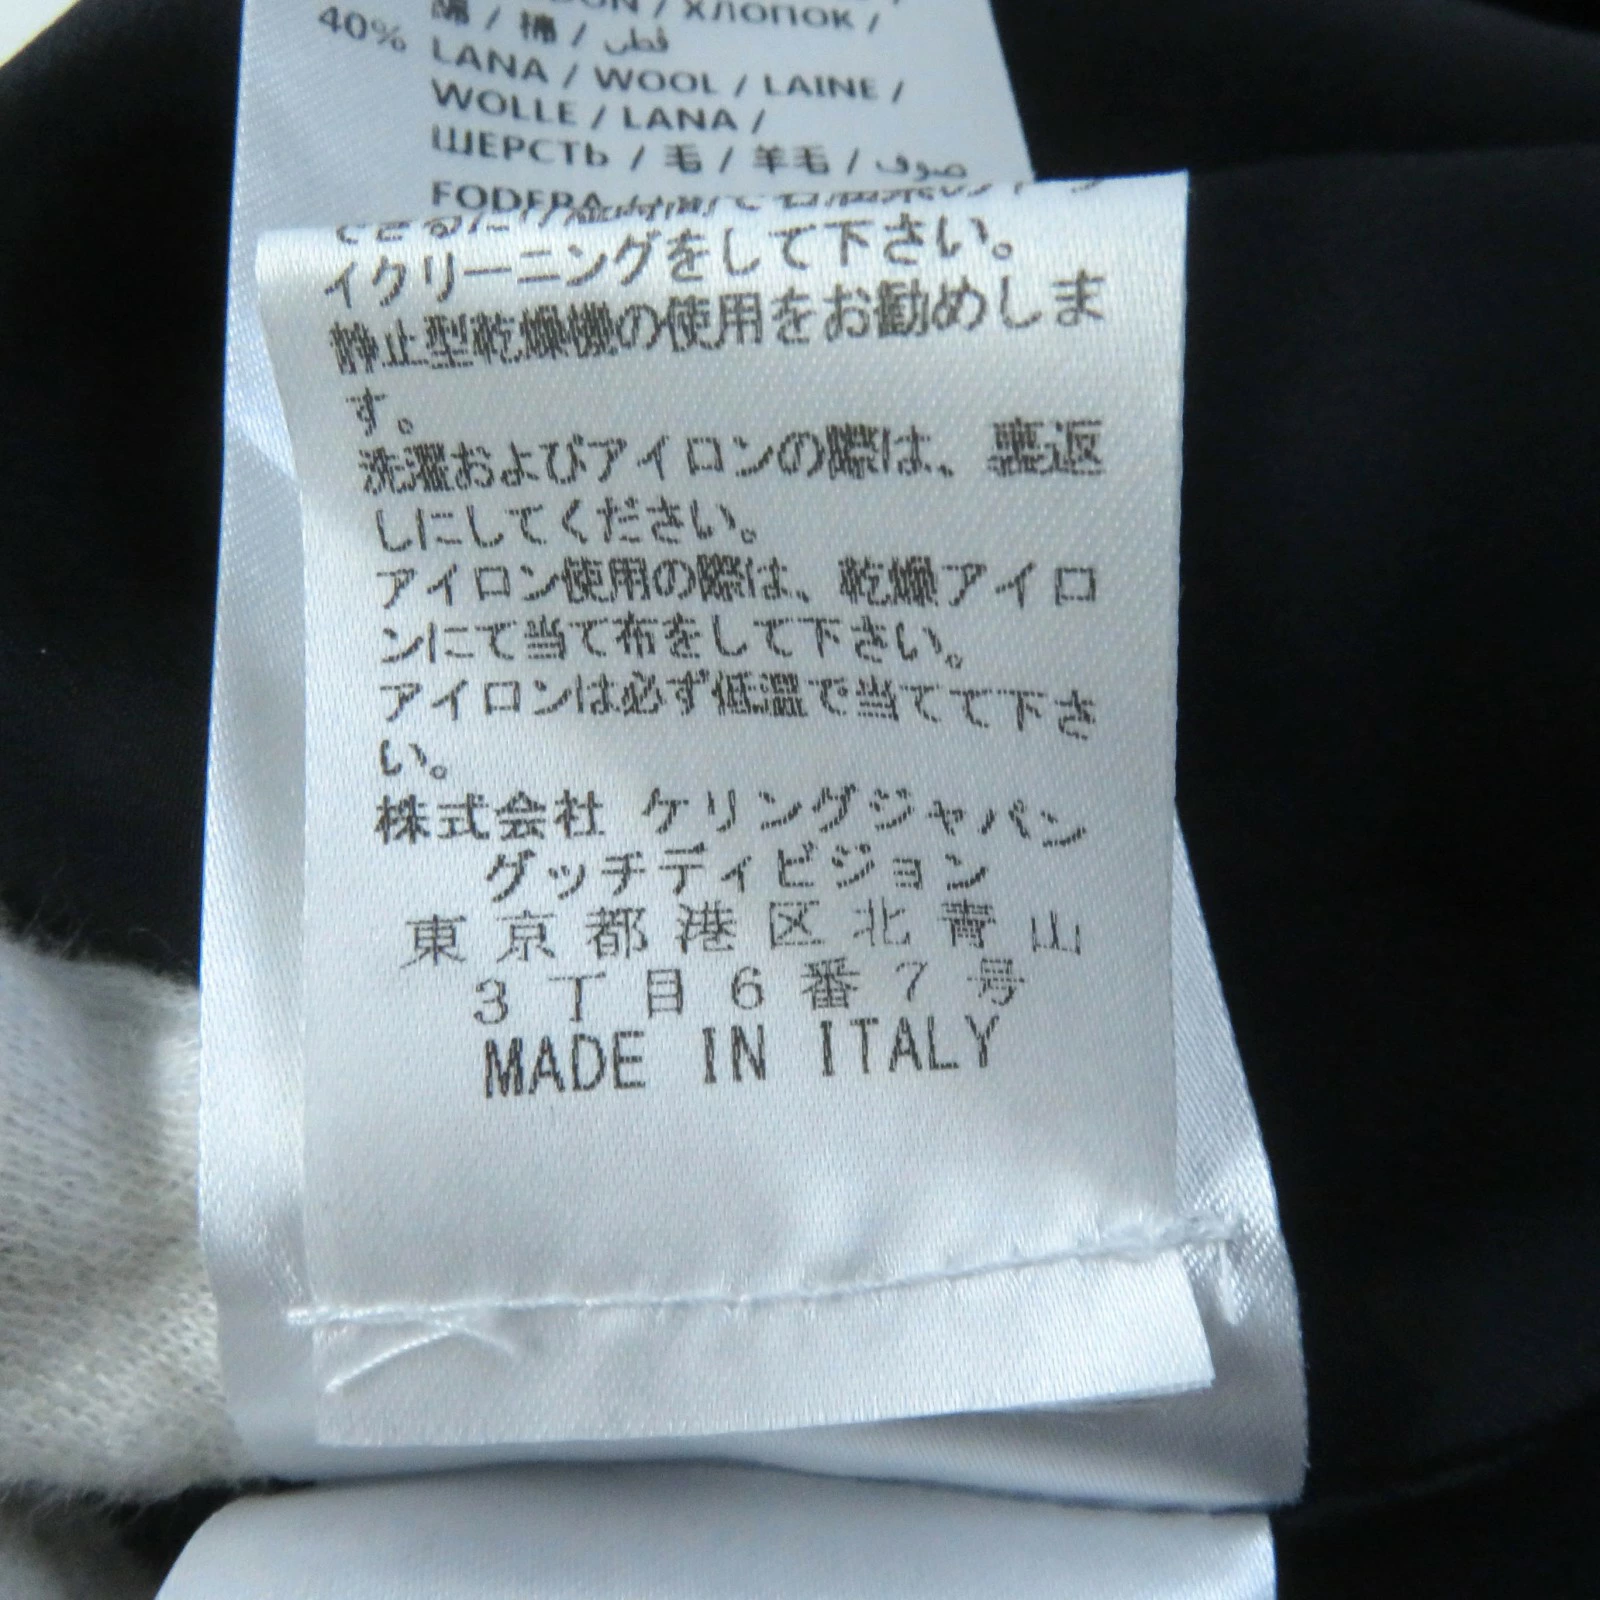 ХЛОПОК /
綿 / 棉 / قطن
40% LANA / WOOL / LAINE /
WOLLE / LANA /
ШЕРСТЬ / 毛 / 羊毛 / صوف
FODERA
イクリーニングをして下さい。
静止型乾燥機の使用をお勧めしま
す。
洗濯およびアイロンの際は、裏返
しにしてください。
アイロン使用の際は、乾燥アイロ
ンにて当て布をして下さい。
アイロンは必ず低温で当てて下さ
い。
株式会社 ケリングジャパン
グッチディビジョン
東京都港区北青山
3丁目6番7号
MADE IN ITALY